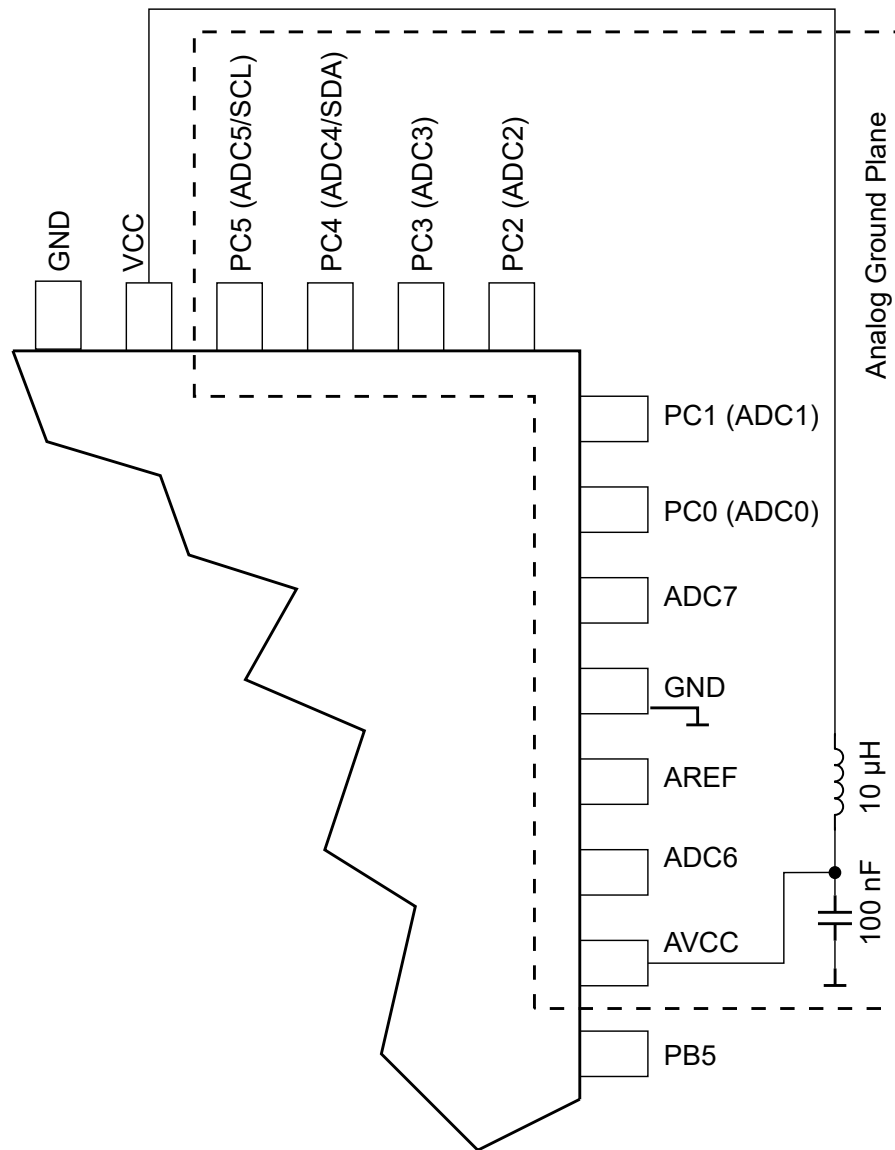 GND
VCC
PC5 (ADC5/SCL)
PC4 (ADC4/SDA)
PC3 (ADC3)
PC2 (ADC2)
Analog Ground Plane
PC1 (ADC1)
PC0 (ADC0)
ADC7
GND
AREF
ADC6
AVCC
PB5
10 µH
100 nF